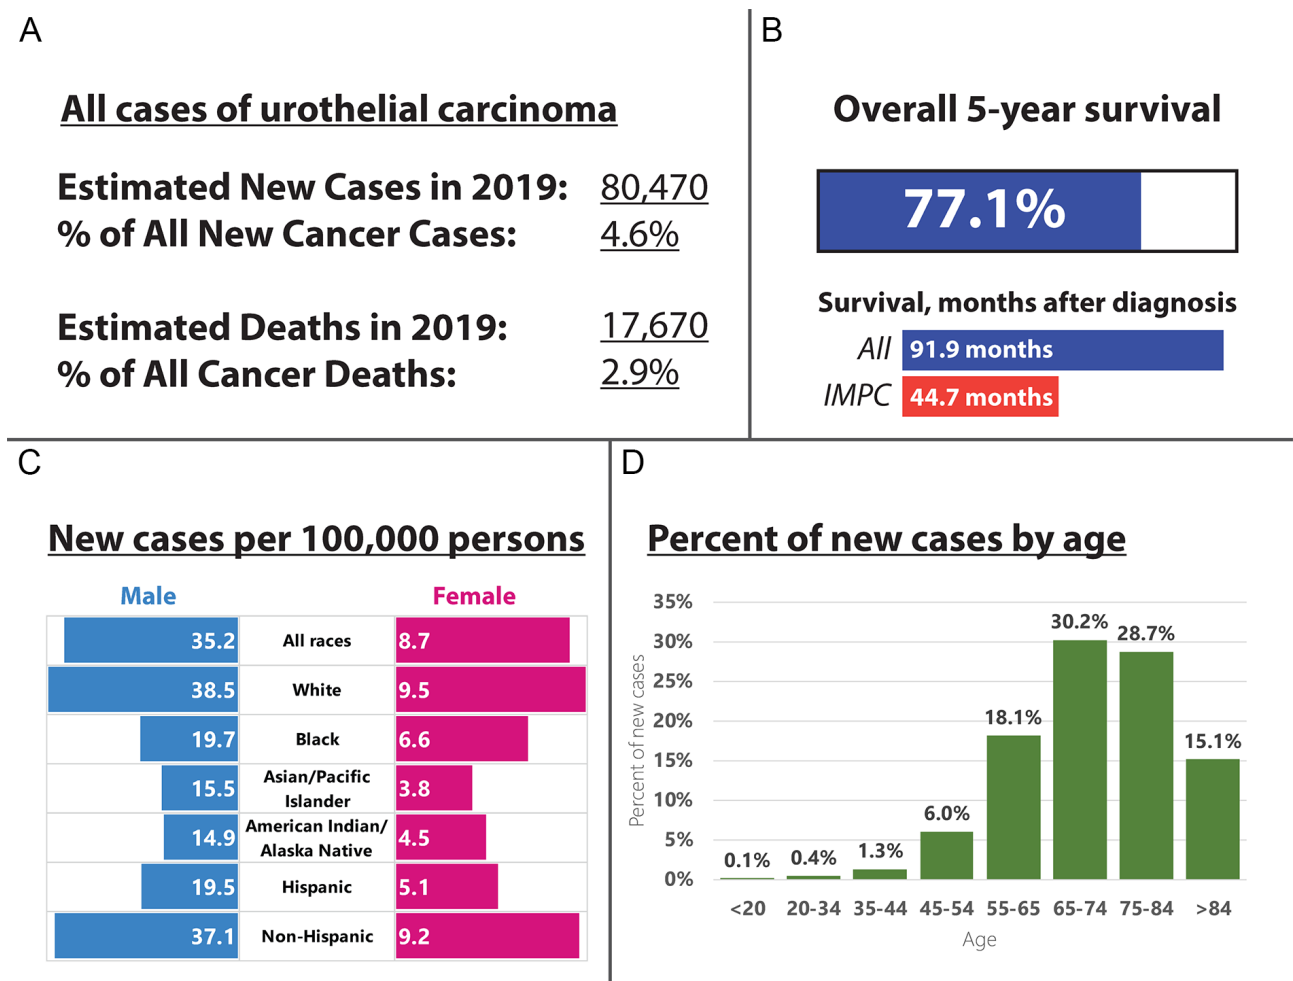 A
All cases of urothelial carcinoma
Estimated New Cases in 2019: 80,470
% of All New Cancer Cases: 4.6%
Estimated Deaths in 2019: 17,670
% of All Cancer Deaths: 2.9%
B
Overall 5-year survival
77.1%
Survival, months after diagnosis
All 91.9 months
IMPC 44.7 months
C
New cases per 100,000 persons
Male Female
35.2 All races 8.7
38.5 White 9.5
19.7 Black 6.6
15.5 Asian/Pacific Islander 3.8
14.9 American Indian/ Alaska Native 4.5
19.5 Hispanic 5.1
37.1 Non-Hispanic 9.2
D
Percent of new cases by age
Percent of new cases
35%
30%
25%
20%
15%
10%
5%
0%
0.1% 0.4% 1.3% 6.0% 18.1% 30.2% 28.7% 15.1%
<20 20-34 35-44 45-54 55-65 65-74 75-84 >84
Age